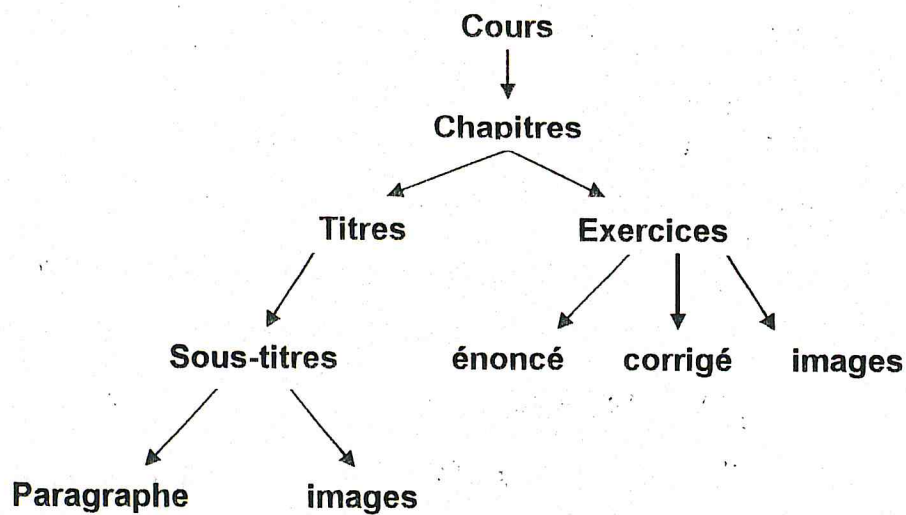 Cours
Chapitres
Titres
Exercices
Sous-titres
énoncé
corrigé
images
Paragraphe
images